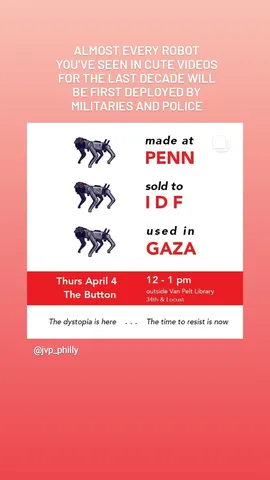 ALMOST EVERY ROBOT
YOU'VE SEEN IN CUTE VIDEOS
FOR THE LAST DECADE WILL
BE FIRST DEPLOYED BY
MILITARIES AND POLICE
made at
PENN
sold to
I D F
used in
GAZA
Thurs April 4
The Button
12 - 1 pm
outside Van Pelt Library
34th & Locust
The dystopia is here . . . The time to resist is now
@jvp_philly